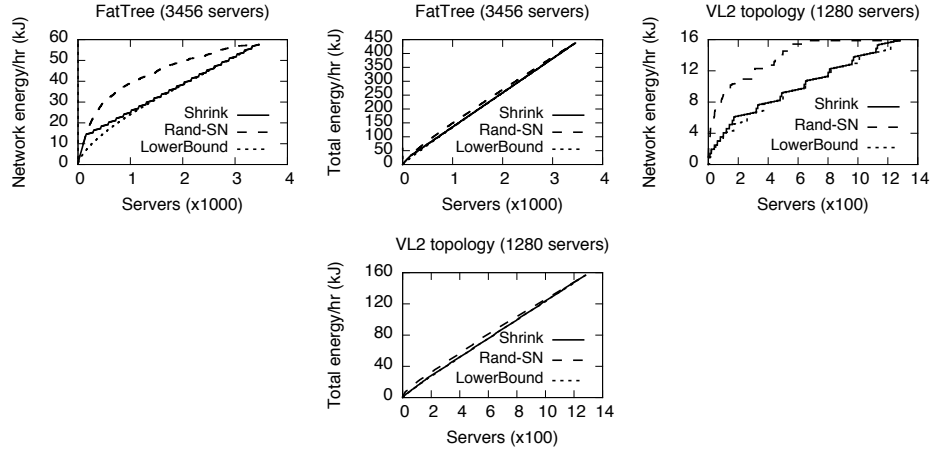 FatTree (3456 servers)
Network energy/hr (kJ)
60
50
40
30
20
10
0
Shrink
Rand-SN
LowerBound
0 1 2 3 4
Servers (x1000)
FatTree (3456 servers)
Total energy/hr (kJ)
450
400
350
300
250
200
150
100
50
0
Shrink
Rand-SN
LowerBound
0 1 2 3 4
Servers (x1000)
VL2 topology (1280 servers)
Network energy/hr (kJ)
16
12
8
4
0
Shrink
Rand-SN
LowerBound
0 2 4 6 8 10 12 14
Servers (x100)
VL2 topology (1280 servers)
Total energy/hr (kJ)
160
120
80
40
0
Shrink
Rand-SN
LowerBound
0 2 4 6 8 10 12 14
Servers (x100)